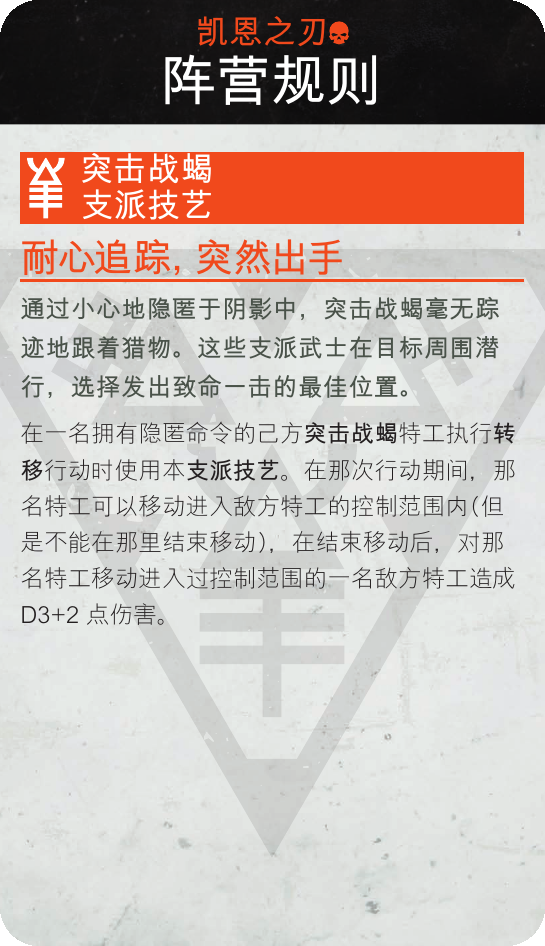 凯恩之刃
阵营规则
突击战蝎
支派技艺
耐心追踪，突然出手
通过小心地隐匿于阴影中，突击战蝎毫无踪
迹地跟着猎物。这些支派武士在目标周围潜
行，选择发出致命一击的最佳位置。
在一名拥有隐匿命令的己方突击战蝎特工执行转
移行动时使用本支派技艺。在那次行动期间，那
名特工可以移动进入敌方特工的控制范围内（但
是不能在那里结束移动），在结束移动后，对那
名特工移动进入过控制范围的一名敌方特工造成
D3+2 点伤害。